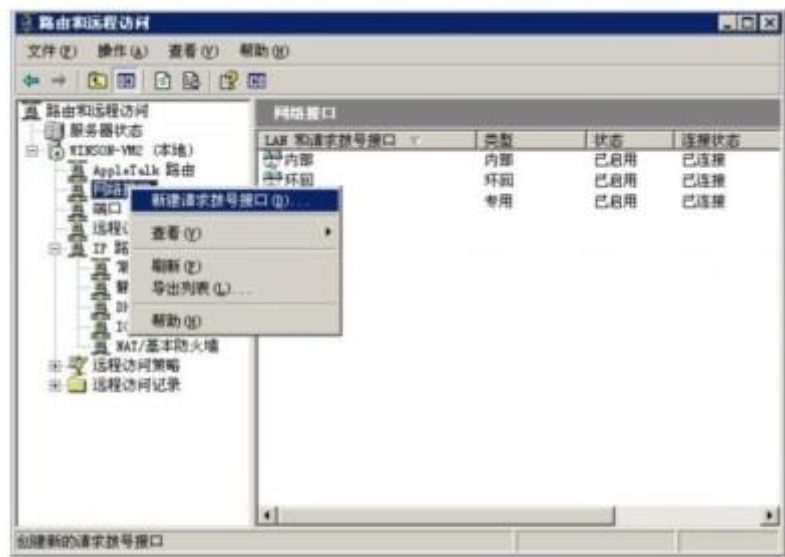 路由和远程访问
文件(F) 操作(A) 查看(V) 帮助(H)
路由和远程访问
服务器状态
WINSON-VM2 (本地)
AppleTalk 路由
网络
端口
远程
IP 路
NAT/基本防火墙
远程访问策略
远程访问记录
新建请求拨号接口(D)...
查看(V)
刷新(F)
导出列表(L)...
帮助(H)
网络接口
LAN 和请求拨号接口 类型 状态 连接状态
内部 内部 已启用 已连接
环回 环回 已启用 已连接
专用 已启用 已连接
创建新的请求拨号接口